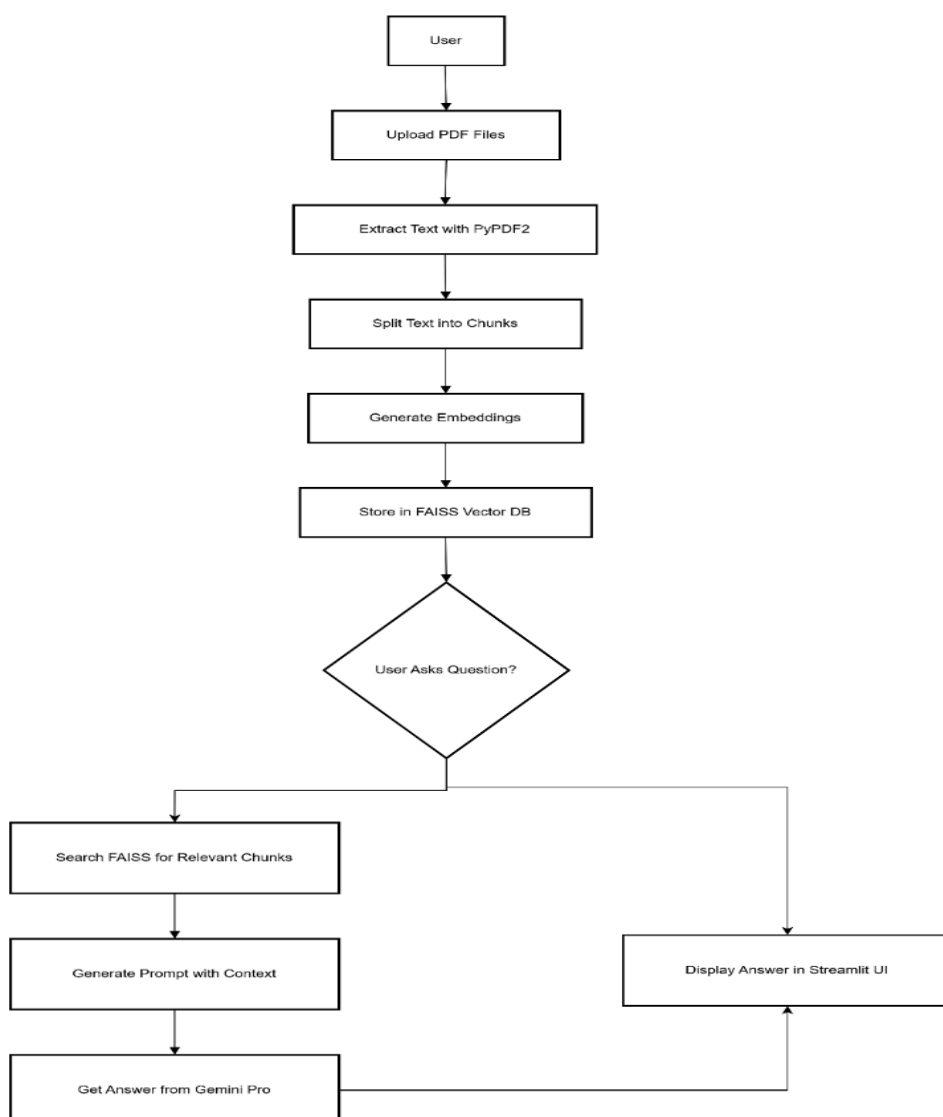 User
Upload PDF Files
Extract Text with PyPDF2
Split Text into Chunks
Generate Embeddings
Store in FAISS Vector DB
User Asks Question?
Search FAISS for Relevant Chunks
Generate Prompt with Context
Display Answer in Streamlit UI
Get Answer from Gemini Pro